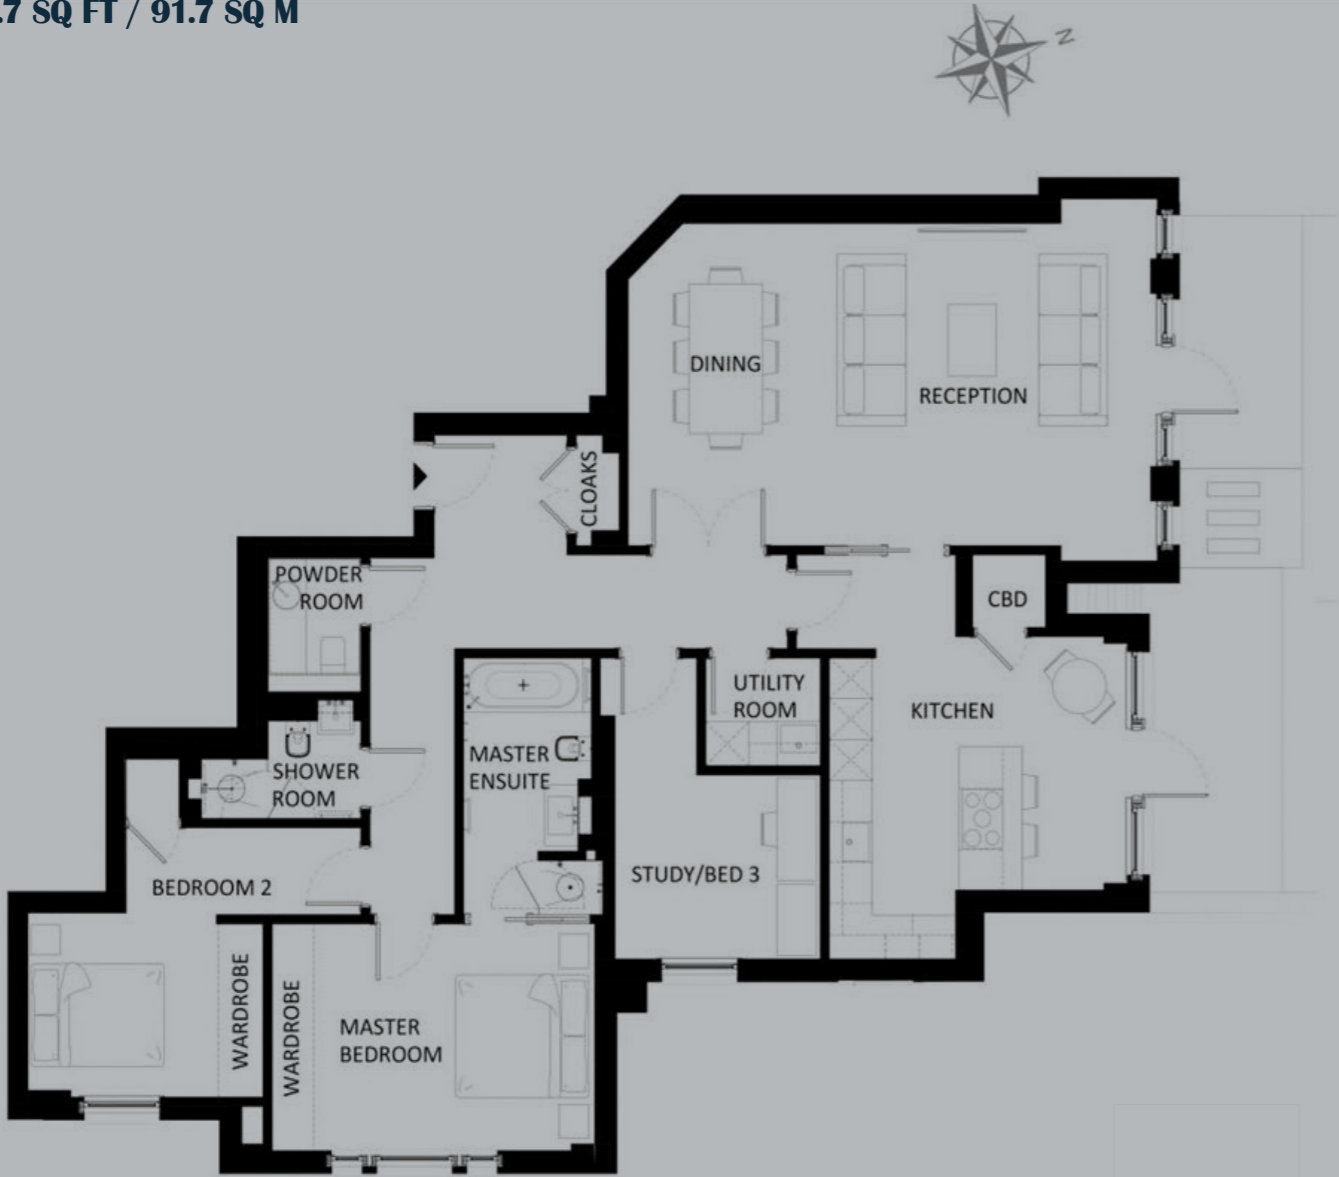 .7 SQ FT / 91.7 SQ M
N
DINING
RECEPTION
CLOAKS
POWDER
ROOM
CBD
UTILITY
ROOM
KITCHEN
MASTER
ENSUITE
SHOWER
ROOM
STUDY/BED 3
BEDROOM 2
WARDROBE
WARDROBE
MASTER
BEDROOM